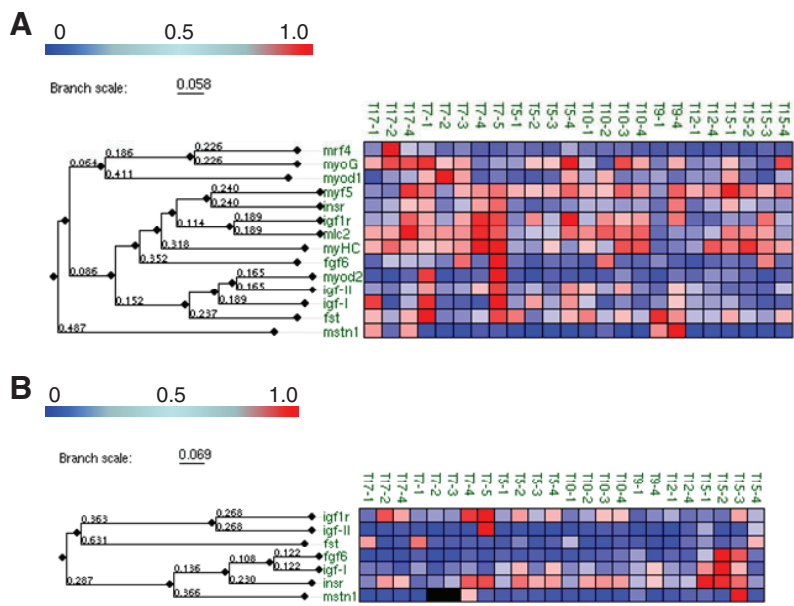 A
0 0.5 1.0
Branch scale: 0.058
T17-1 T17-2 T17-4 T7-1 T7-2 T7-3 T7-4 T7-5 T5-1 T5-2 T5-3 T5-4 T10-1 T10-2 T10-3 T10-4 T9-1 T9-4 T12-1 T12-4 T15-1 T15-2 T15-3 T15-4
0.226 mrf4
0.186
0.054 0.226 myoG
0.411 myod1
0.240 myf5
0.240 insr
0.189 igf1r
0.114
0.189 mlc2
0.318 myHC
0.352 fgf6
0.086
0.165 myod2
0.165 igf-II
0.152 0.189 igf-I
0.237 fst
0.487 mstn1
B
0 0.5 1.0
Branch scale: 0.069
T17-1 T17-2 T17-4 T7-1 T7-2 T7-3 T7-4 T7-5 T5-1 T5-2 T5-3 T5-4 T10-1 T10-2 T10-3 T10-4 T9-1 T9-4 T12-1 T12-4 T15-1 T15-2 T15-3 T15-4
0.268 igf1r
0.363
0.268 igf-II
0.631 fst
0.122 fgf6
0.108
0.136 0.122 igf-I
0.287 0.230 insr
0.366 mstn1